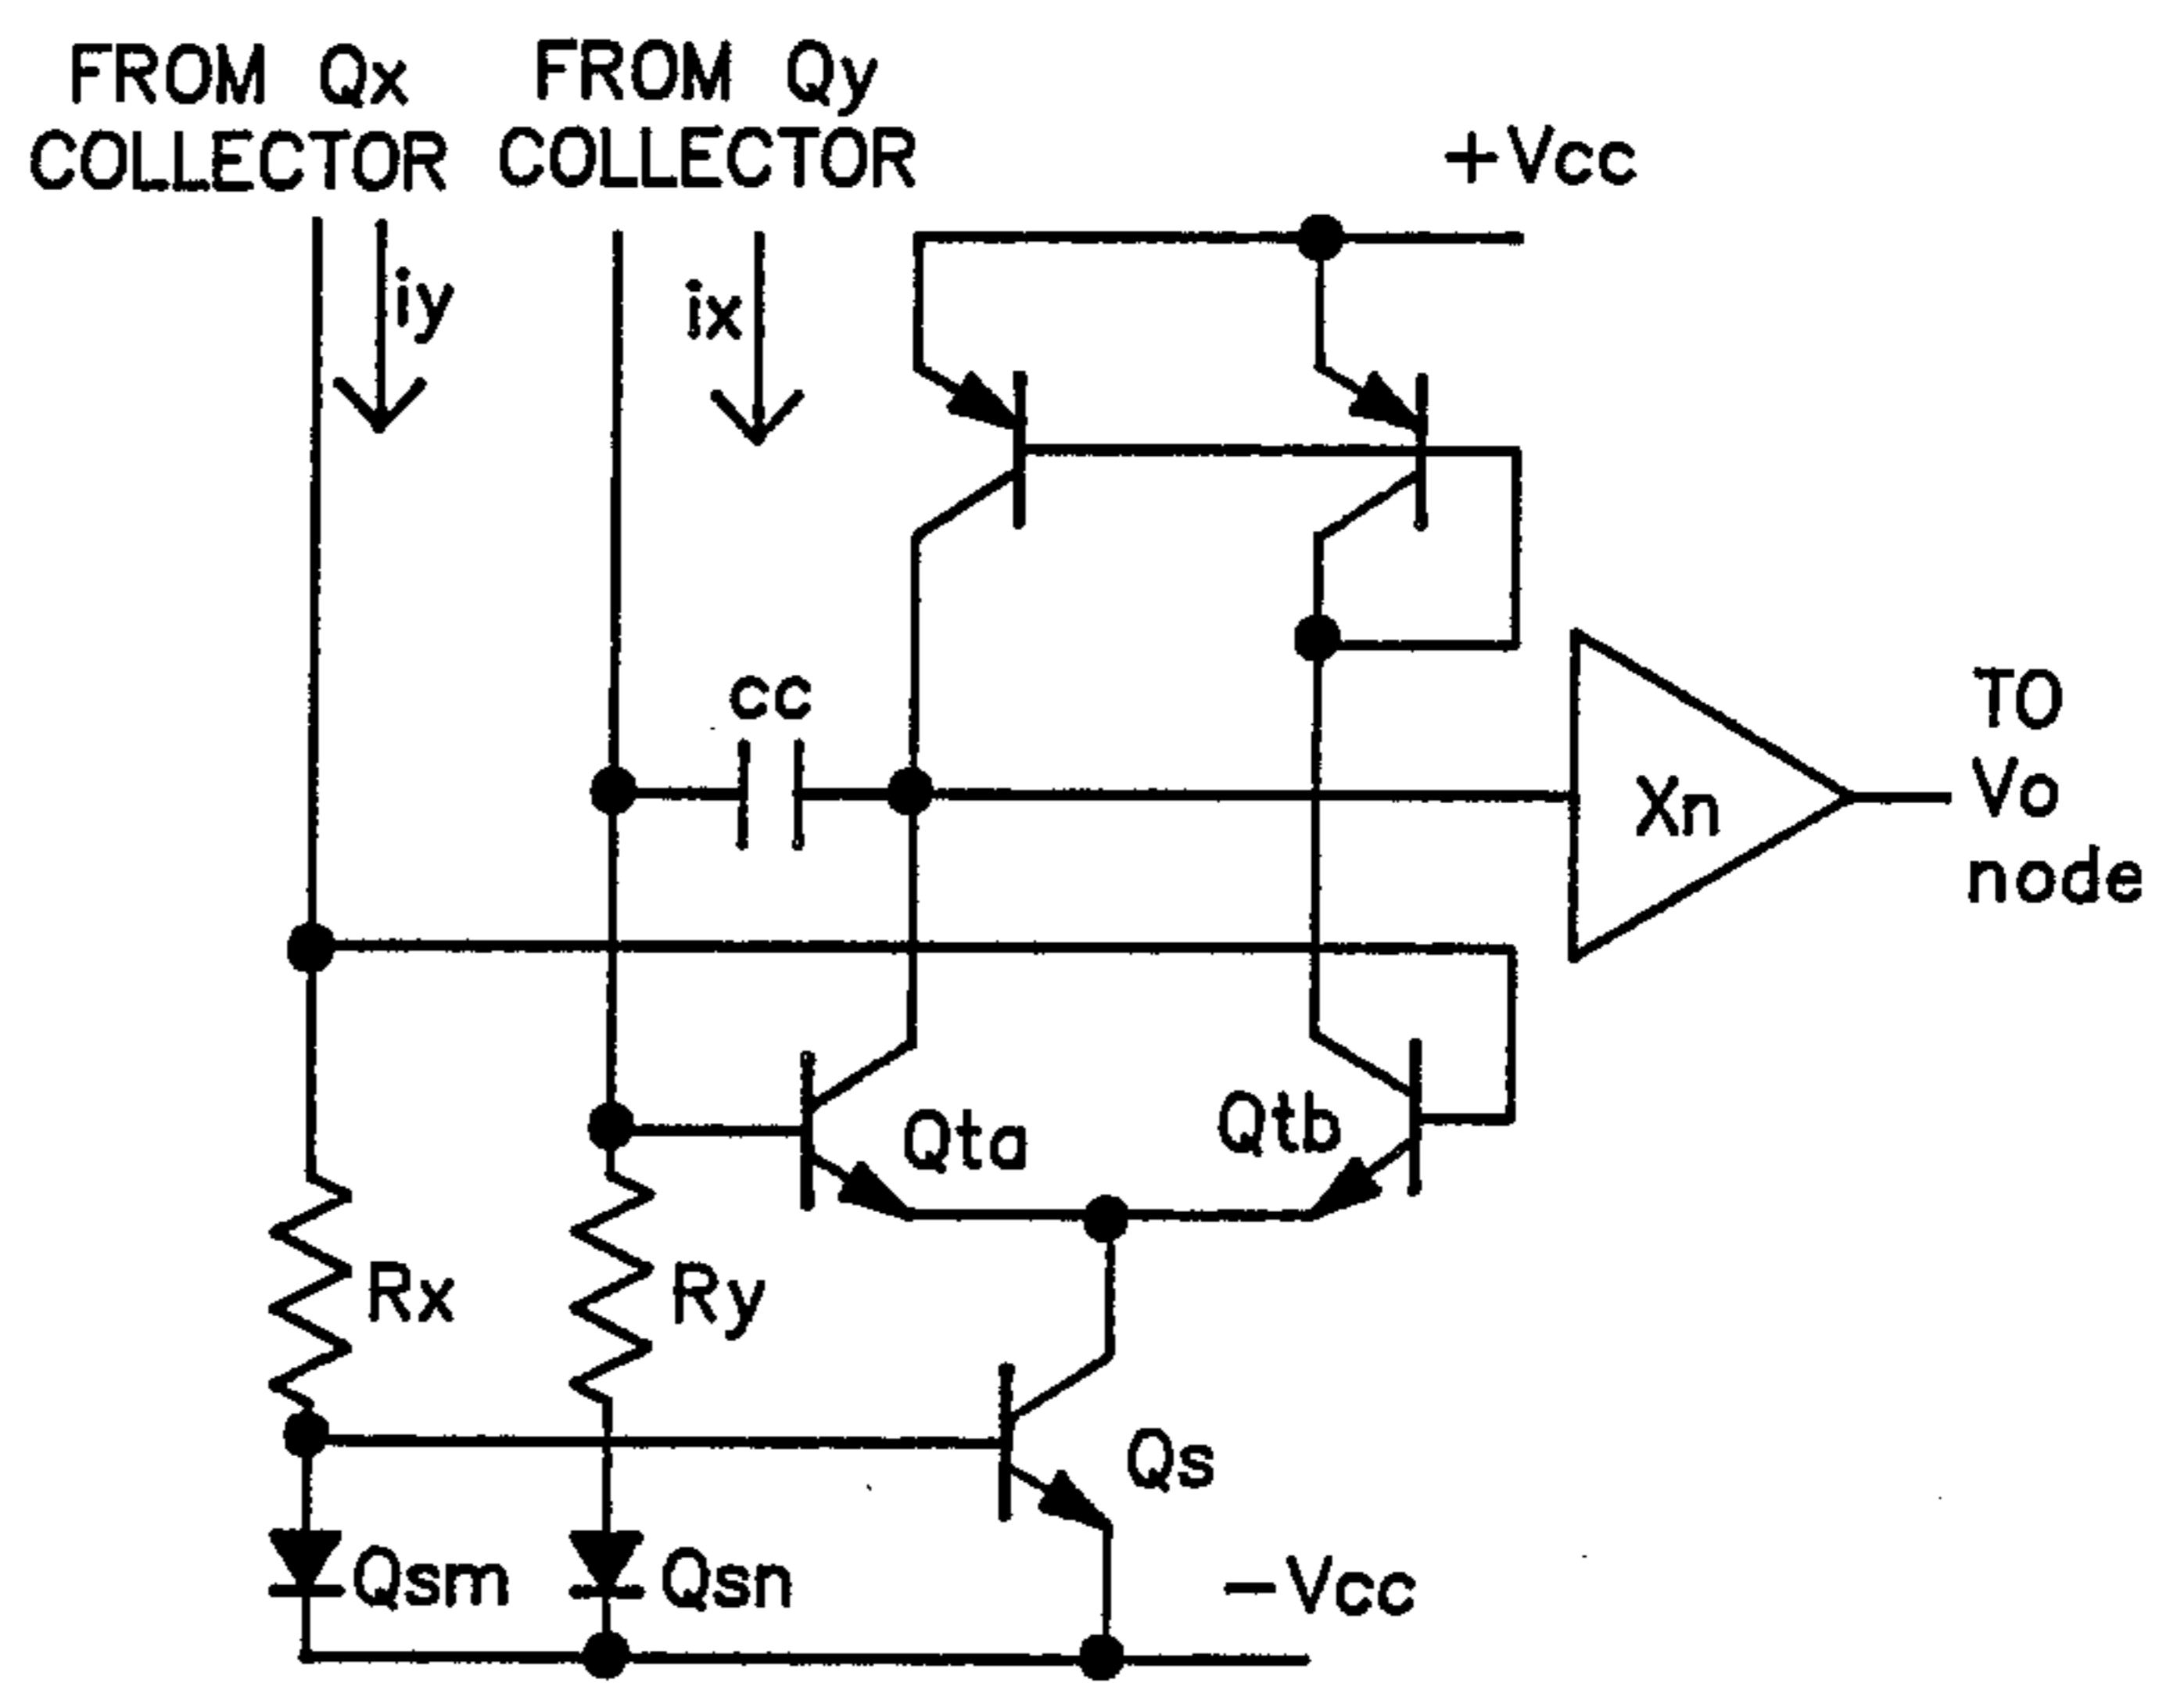 FROM Qx
COLLECTOR
FROM Qy
COLLECTOR
+Vcc
iy
ix
cc
Xn
TO
Vo
node
Qta
Qtb
Rx
Ry
Qs
Qsm
Qsn
-Vcc